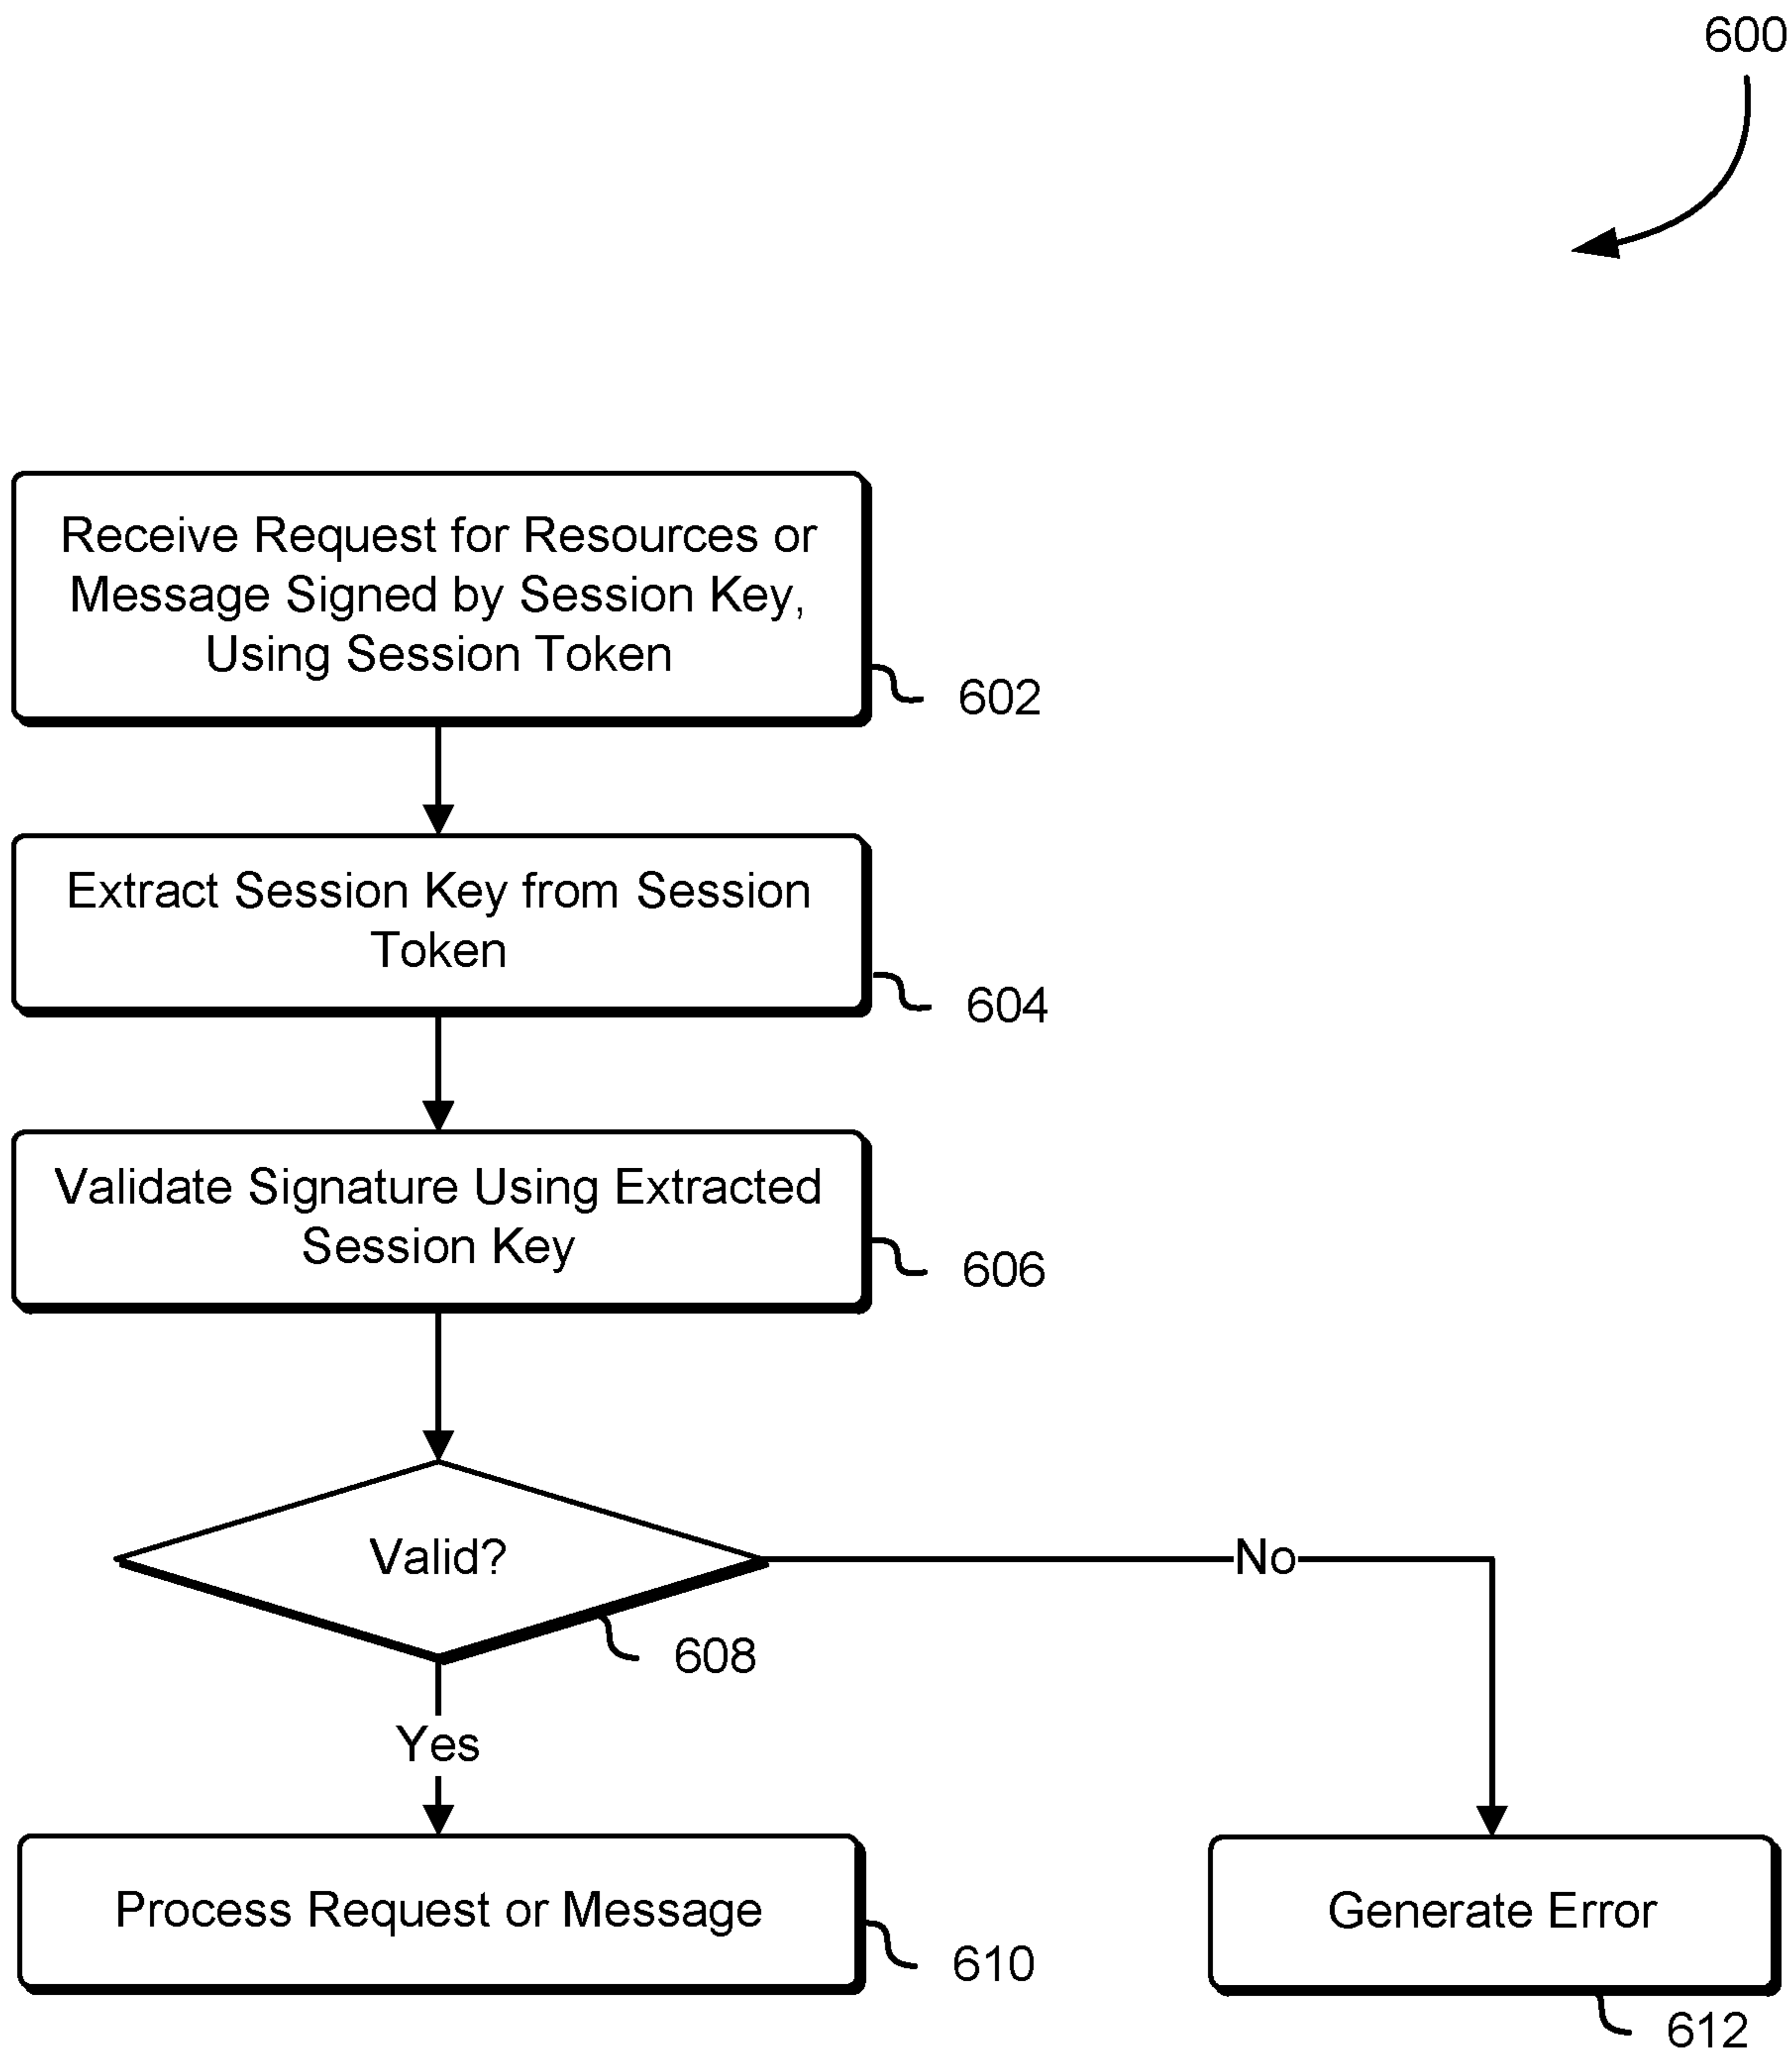 600
Receive Request for Resources or
Message Signed by Session Key,
Using Session Token
602
Extract Session Key from Session
Token
604
Validate Signature Using Extracted
Session Key
606
Valid?
No
608
Yes
Process Request or Message
610
Generate Error
612